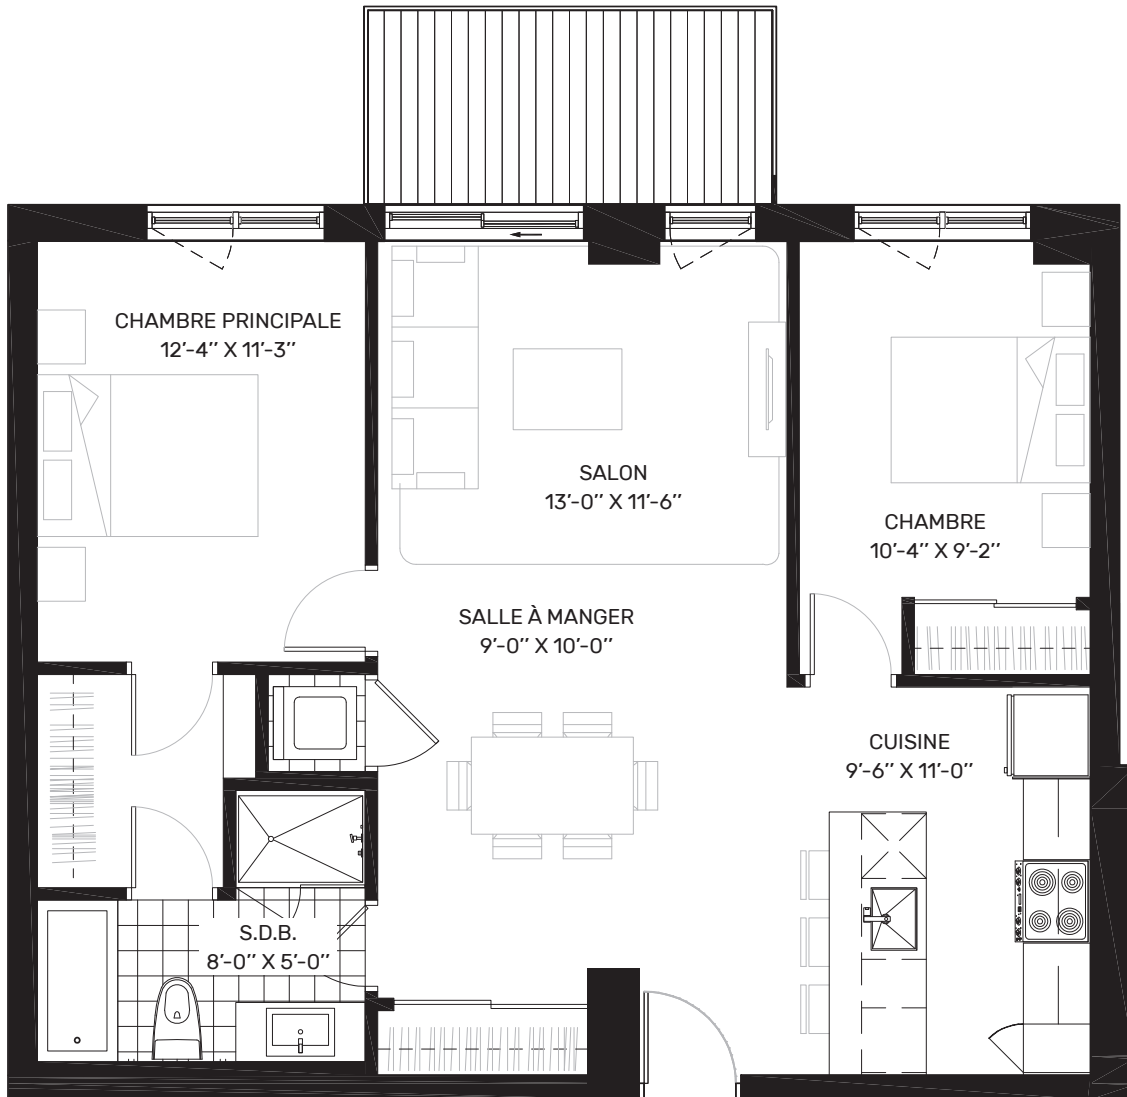 CHAMBRE PRINCIPALE
12'-4'' X 11'-3''
SALON
13'-0'' X 11'-6''
CHAMBRE
10'-4'' X 9'-2''
SALLE À MANGER
9'-0'' X 10'-0''
CUISINE
9'-6'' X 11'-0''
S.D.B.
8'-0'' X 5'-0''